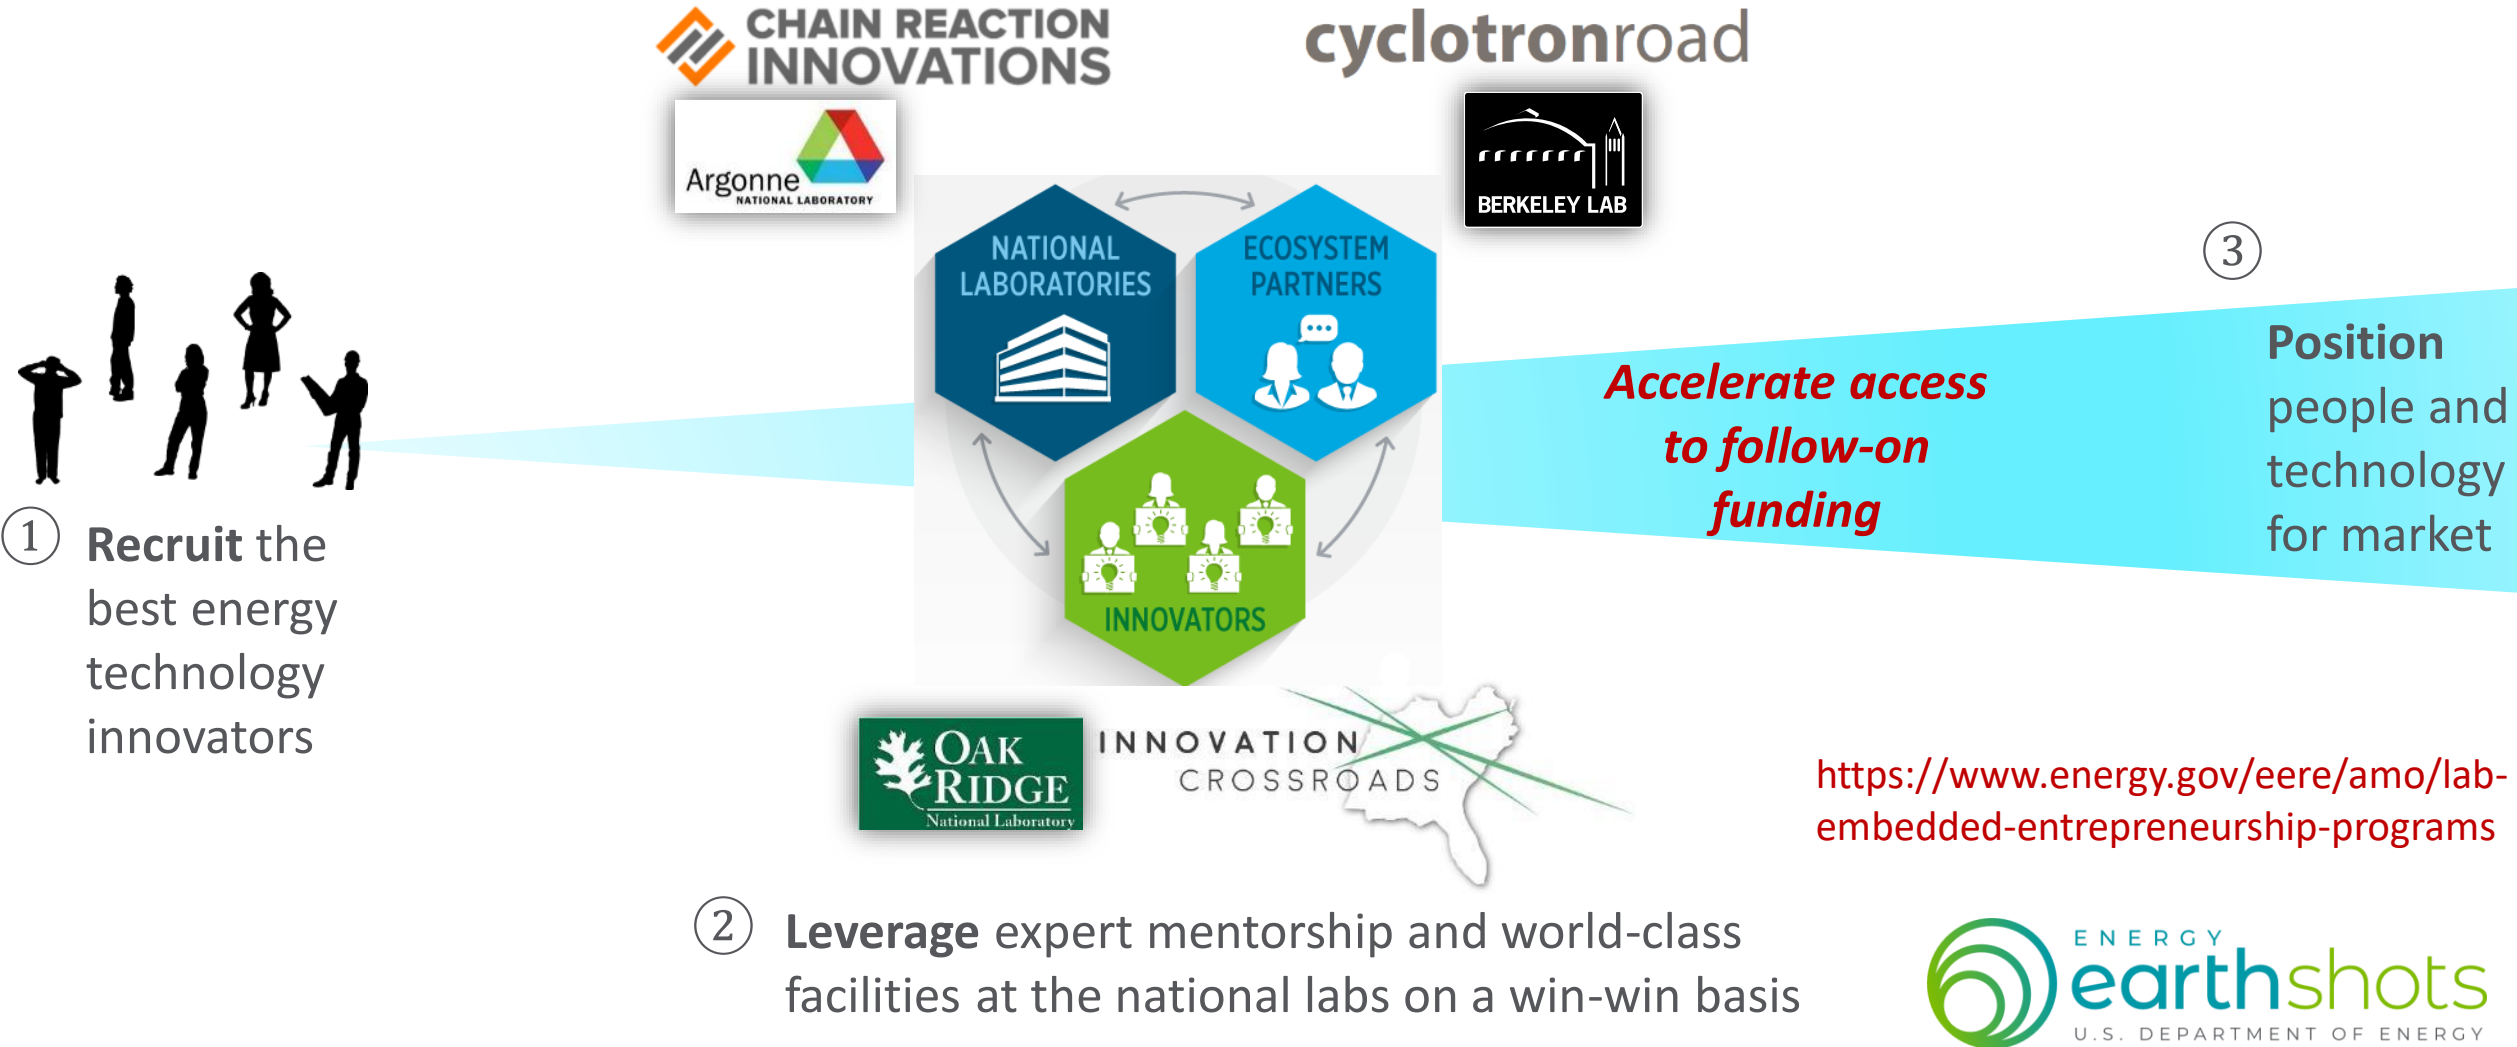 CHAIN REACTION
INNOVATIONS
cyclotronroad
Argonne
NATIONAL LABORATORY
BERKELEY LAB
NATIONAL
LABORATORIES
ECOSYSTEM
PARTNERS
INNOVATORS
①
Recruit the
best energy
technology
innovators
Accelerate access
to follow-on
funding
③
Position
people and
technology
for market
OAK
RIDGE
National Laboratory
INNOVATION
CROSSROADS
https://www.energy.gov/eere/amo/lab-
embedded-entrepreneurship-programs
②
Leverage expert mentorship and world-class
facilities at the national labs on a win-win basis
ENERGY
earthshots
U.S. DEPARTMENT OF ENERGY